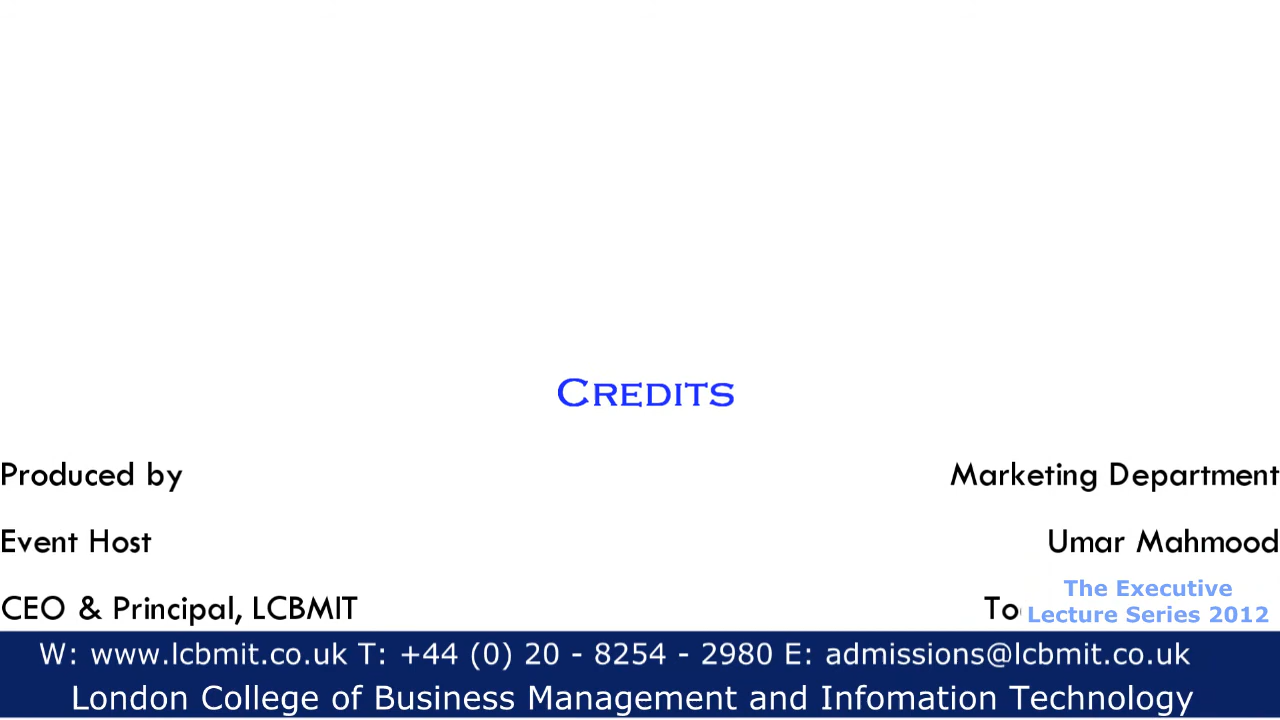 Credits
Produced by Marketing Department
Event Host Umar Mahmood
CEO & Principal, LCBMIT
The Executive
Lecture Series 2012
W: www.lcbmit.co.uk T: +44 (0) 20 - 8254 - 2980 E: admissions@lcbmit.co.uk
London College of Business Management and Infomation Technology